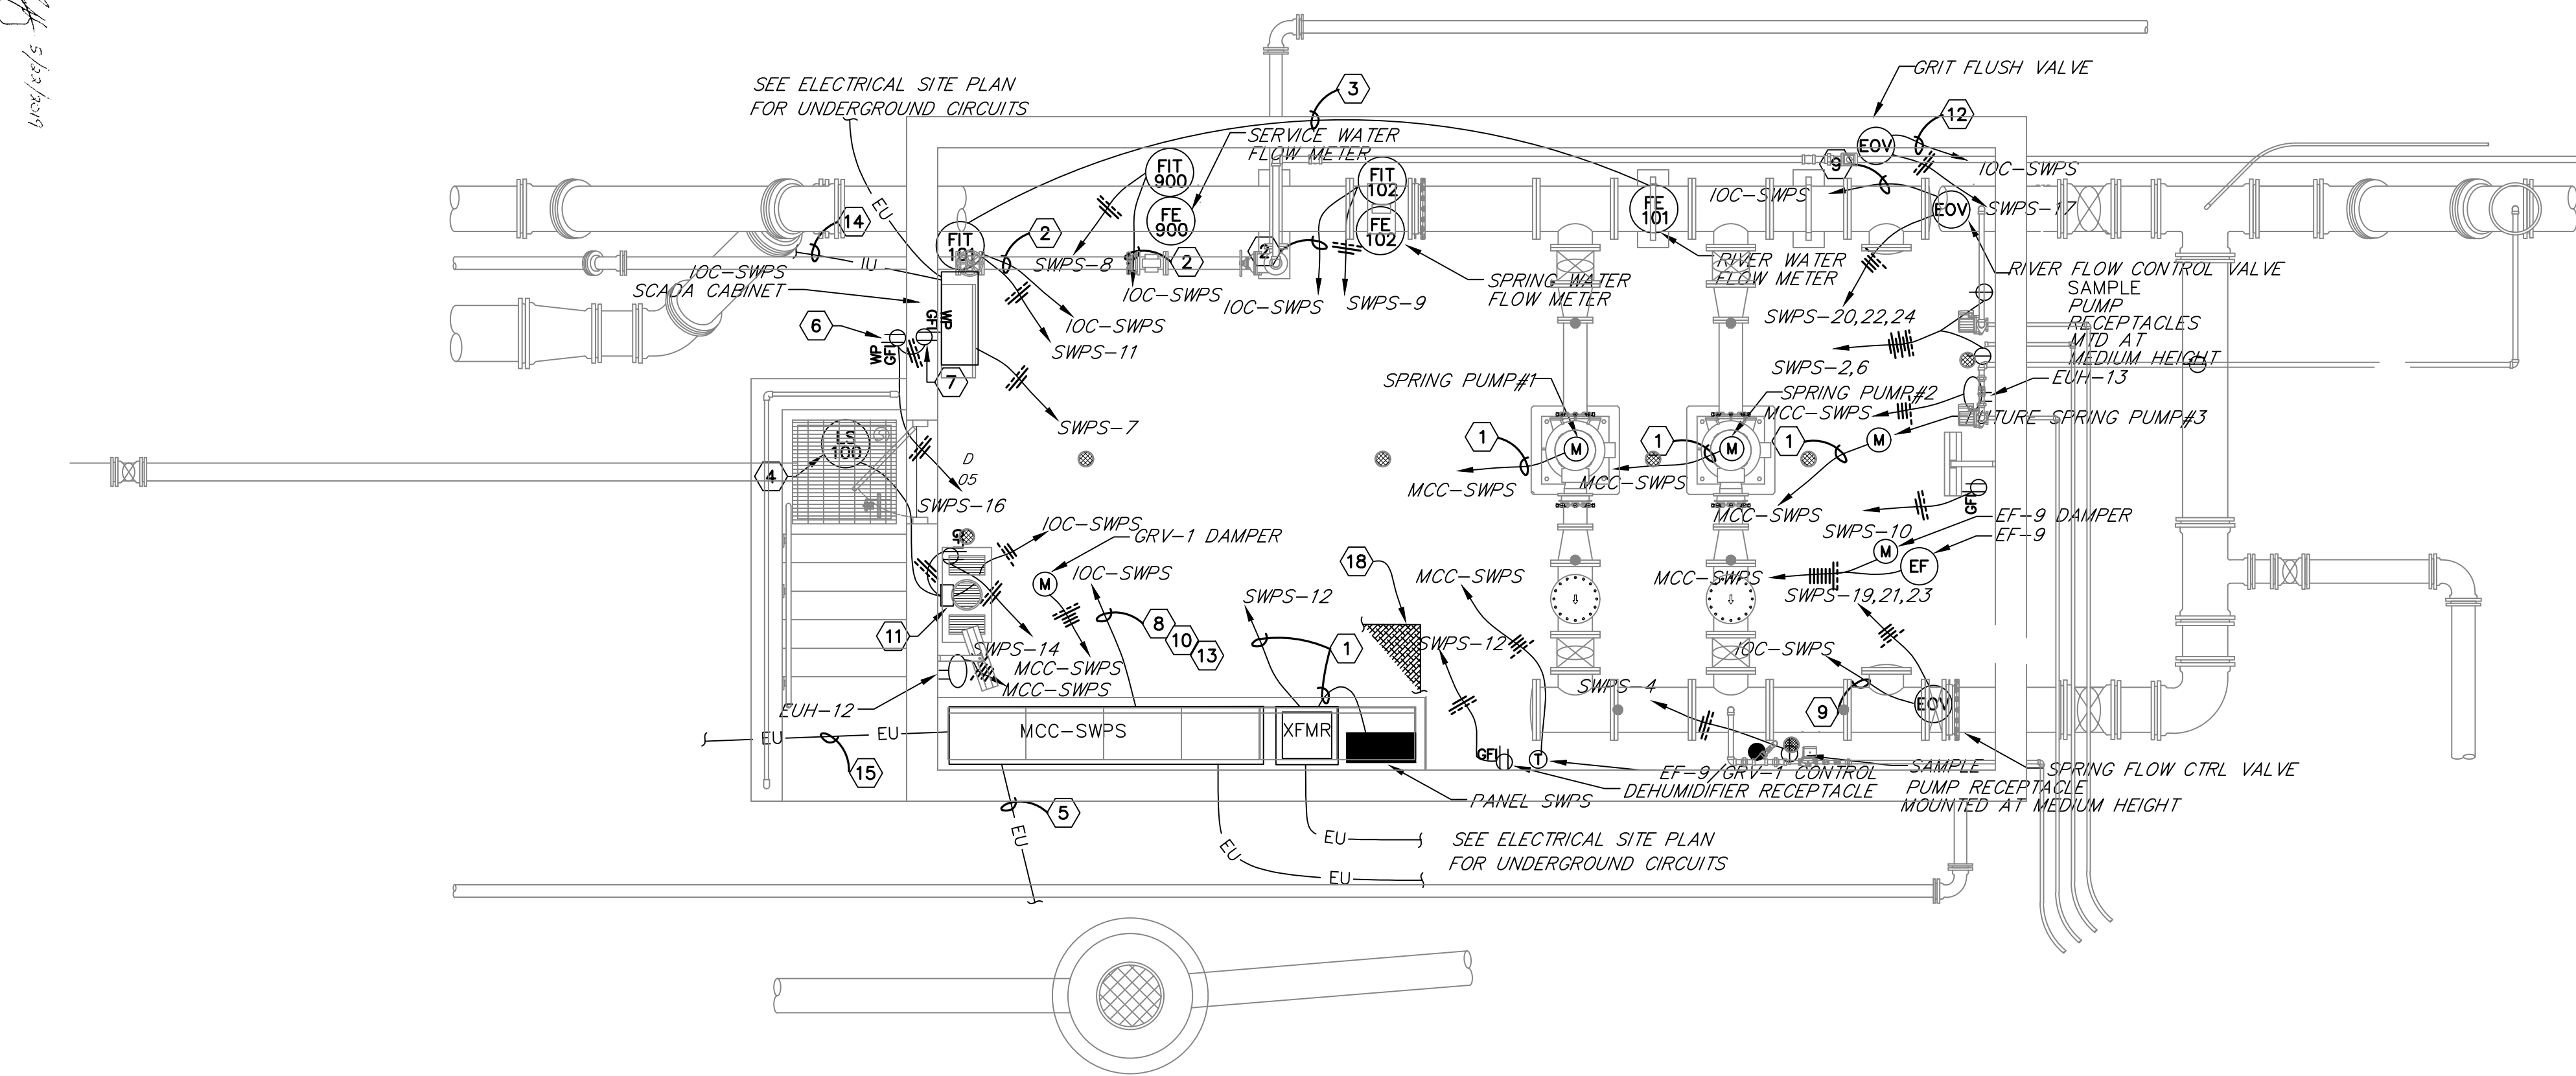 5/22/2019
SEE ELECTRICAL SITE PLAN
FOR UNDERGROUND CIRCUITS
3
GRIT FLUSH VALVE
12
SERVICE WATER
FLOW METER
EOV
IOC-SWPS
9
FIT
900
FIT
102
IOC-SWPS
EU
14
FE
900
FE
102
FE
101
EOV
SWPS-17
FIT
101
2
2
2
SWPS-8
IU
IOC-SWPS
SCADA CABINET
IOC-SWPS
IOC-SWPS
SWPS-9
SPRING WATER
FLOW METER
RIVER WATER
FLOW METER
RIVER FLOW CONTROL VALVE
SAMPLE
PUMP
RECEPTACLES
MTD AT
MEDIUM HEIGHT
SWPS-20,22,24
IOC-SWPS
SWPS-11
6
WP
GFI
WP
GFI
7
SWPS-2,6
EUH-13
SPRING PUMP#1
SPRING PUMP#2
MCC-SWPS
FUTURE SPRING PUMP#3
SWPS-7
LS
100
4
1
M
1
M
1
M
D
05
MCC-SWPS
MCC-SWPS
MCC-SWPS
SWPS-16
GFI
SWPS-10
EF-9 DAMPER
EF-9
IOC-SWPS
GRV-1 DAMPER
M
IOC-SWPS
M
EF
MCC-SWPS
SWPS-19,21,23
18
MCC-SWPS
SWPS-12
11
8
10
13
1
SWPS-12
SWPS-14
MCC-SWPS
MCC-SWPS
IOC-SWPS
SWPS-4
EUH-12
9
EOV
EU
EU
MCC-SWPS
XFMR
15
GFI
T
EF-9/GRV-1 CONTROL
DEHUMIDIFIER RECEPTACLE
PANEL SWPS
SAMPLE
PUMP RECEPTACLE
MOUNTED AT MEDIUM HEIGHT
SPRING FLOW CTRL VALVE
5
EU
EU
EU
EU
SEE ELECTRICAL SITE PLAN
FOR UNDERGROUND CIRCUITS